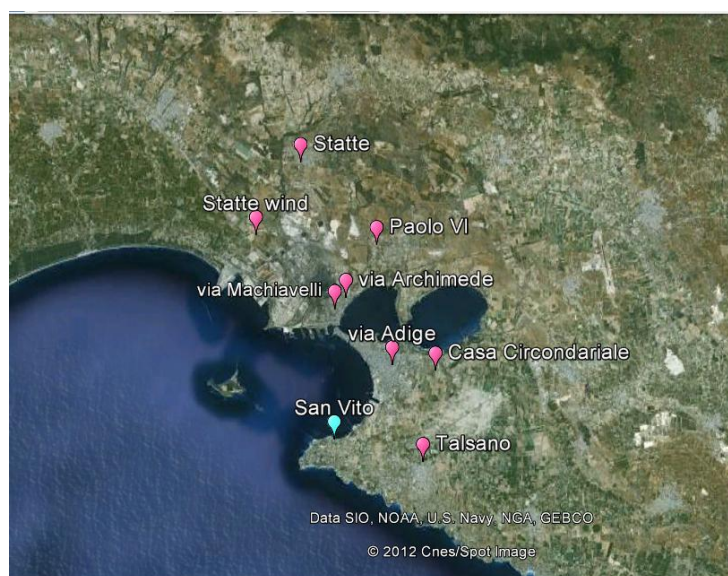 Statte
Statte wind
Paolo VI
via Archimede
via Machiavelli
via Adige
Casa Circondariale
San Vito
Talsano
Data SIO, NOAA, U.S. Navy, NGA, GEBCO
© 2012 Cnes/Spot Image